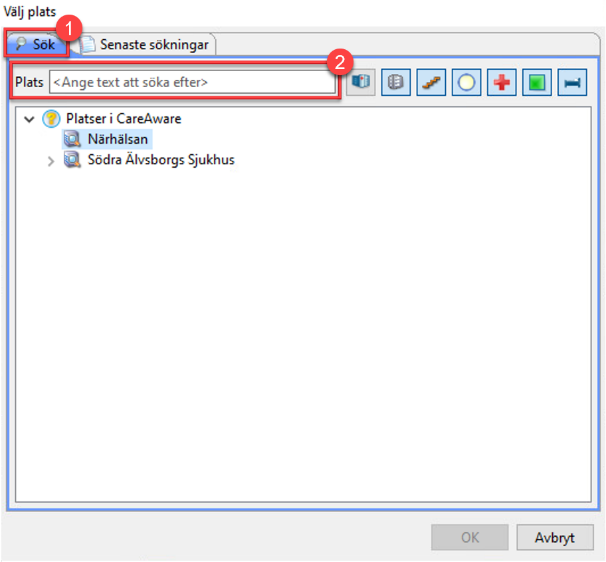 Välj plats
1
Sök Senaste sökningar
2
Plats <Ange text att söka efter>
Platser i CareAware
Närhälsan
Södra Älvsborgs Sjukhus
OK Avbryt